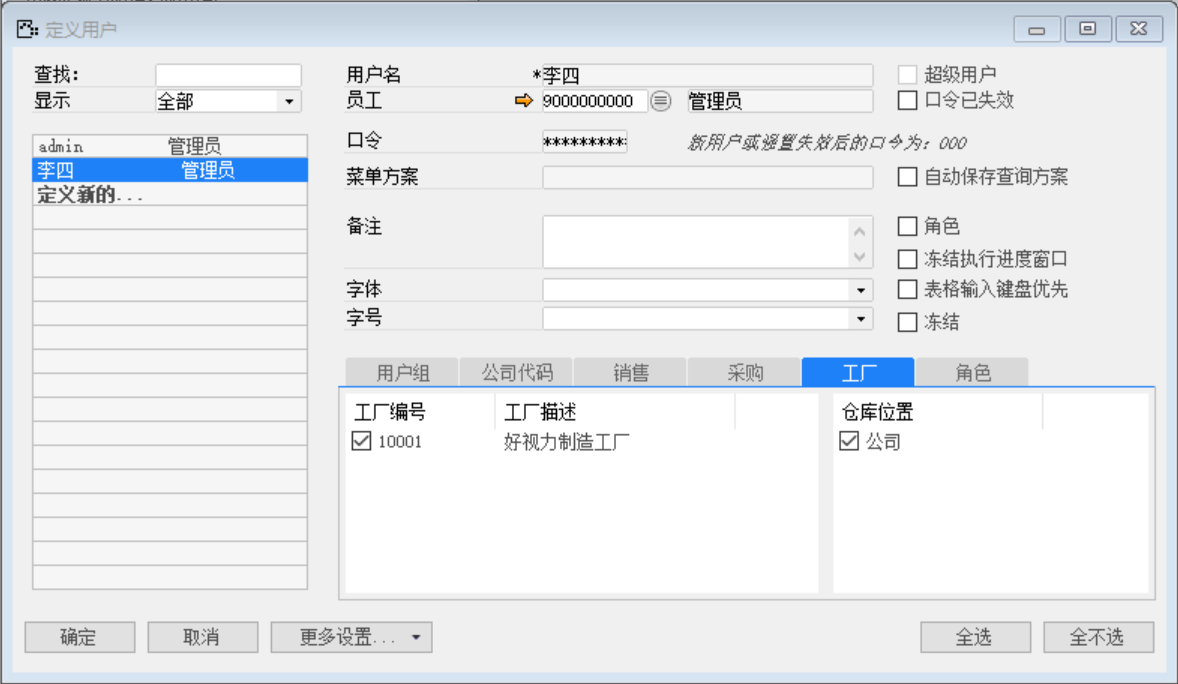 定义用户
查找:
显示 全部
admin 管理员
李四 管理员
定义新的...
用户名 *李四
员工 9000000000 管理员
口令 ********* 新用户或强置失效后的口令为: 000
菜单方案
备注
字体
字号
超级用户
口令已失效
自动保存查询方案
角色
冻结执行进度窗口
表格输入键盘优先
冻结
用户组 公司代码 销售 采购 工厂 角色
工厂编号 工厂描述 仓库位置
10001 好视力制造工厂 公司
确定 取消 更多设置... 全选 全不选